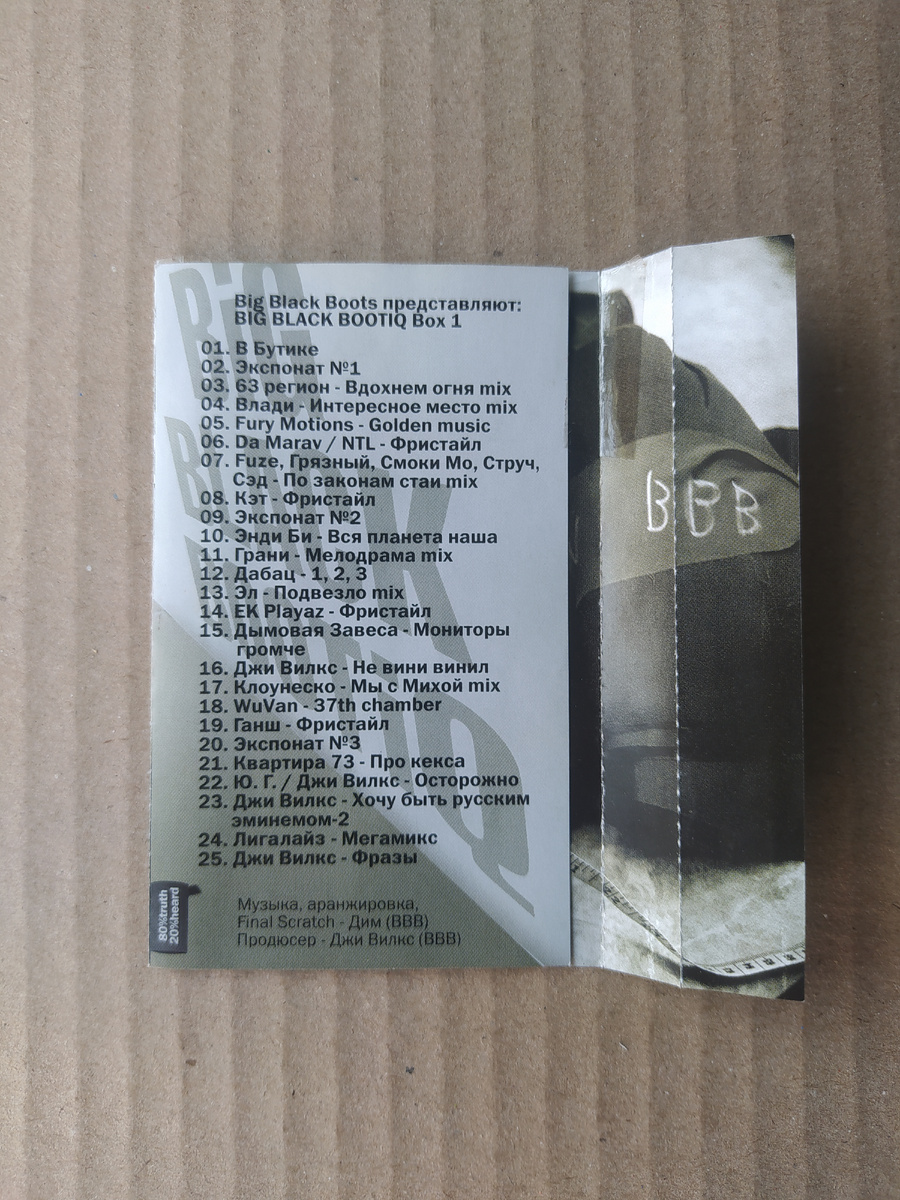 Big Black Boots представляют:
BIG BLACK BOOTIQ Box 1
01. В Бутике
02. Экспонат №1
03. 63 регион - Вдохнем огня mix
04. Влади - Интересное место mix
05. Fury Motions - Golden music
06. Da Marav / NTL - Фристайл
07. Fuze, Грязный, Смоки Мо, Струч,
Сэд - По законам стаи mix
08. Кэт - Фристайл
09. Экспонат №2
10. Энди Би - Вся планета наша
11. Грани - Мелодрама mix
12. Дабац - 1, 2, 3
13. Эл - Подвезло mix
14. EK Playaz - Фристайл
15. Дымовая Завеса - Мониторы
громче
16. Джи Вилкс - Не вини винил
17. Клоунеско - Мы с Михой mix
18. WuVan - 37th chamber
19. Ганш - Фристайл
20. Экспонат №3
21. Квартира 73 - Про кекса
22. Ю. Г. / Джи Вилкс - Осторожно
23. Джи Вилкс - Хочу быть русским
эминемом-2
24. Лигалайз - Мегамикс
25. Джи Вилкс - Фразы
Музыка, аранжировка,
Final Scratch - Дим (BBB)
Продюсер - Джи Вилкс (BBB)
80%truth
20%heard
BBB